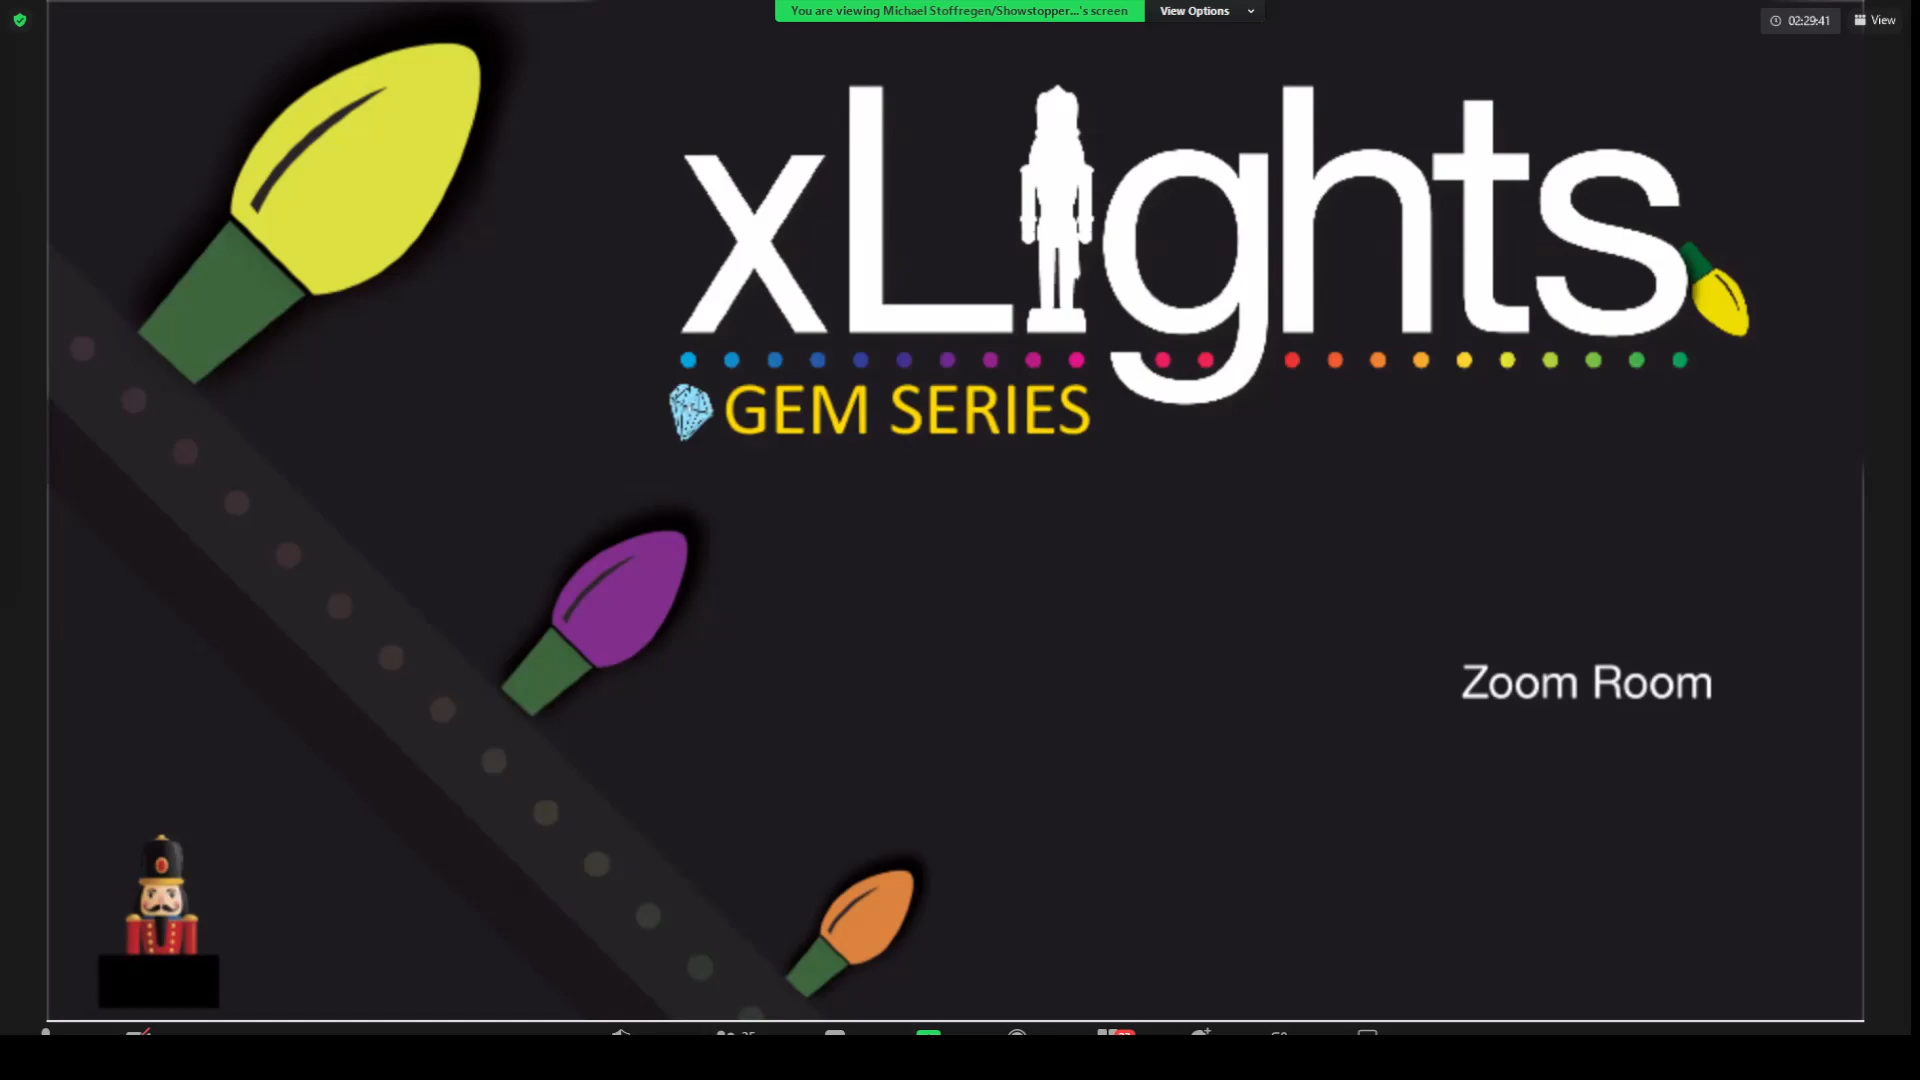 You are viewing Michael Stoffregen/Showstopper...'s screen
View Options
02:29:41
View
xLights
GEM SERIES
Zoom Room